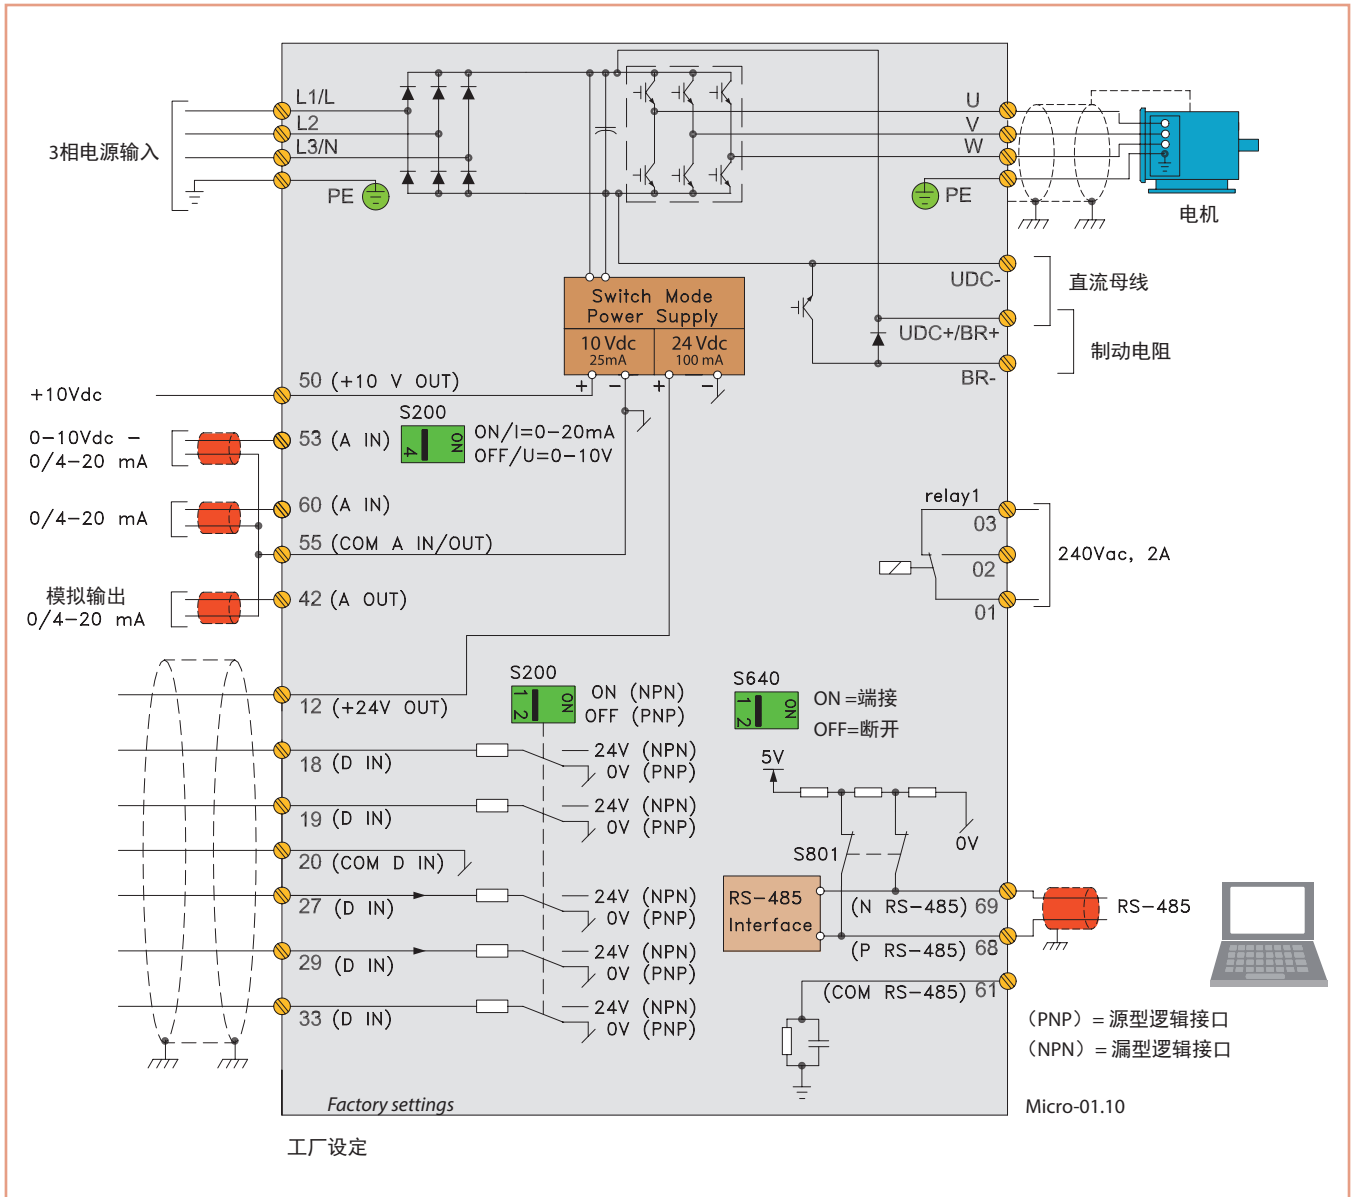 3相电源输入
L1/L
L2
L3/N
PE
U
V
W
PE
电机
UDC-
直流母线
UDC+/BR+
制动电阻
BR-
Switch Mode
Power Supply
10 Vdc
25mA
24 Vdc
100 mA
+ − + −
+10Vdc
50 (+10 V OUT)
0-10Vdc -
0/4-20 mA
53 (A IN)
S200
4 ON
ON/I=0-20mA
OFF/U=0-10V
0/4-20 mA
60 (A IN)
55 (COM A IN/OUT)
模拟输出
0/4-20 mA
42 (A OUT)
relay1
03
02
01
240Vac, 2A
12 (+24V OUT)
S200
1 2 ON
ON (NPN)
OFF (PNP)
S640
1 2 ON
ON =端接
OFF=断开
18 (D IN)
24V (NPN)
0V (PNP)
19 (D IN)
24V (NPN)
0V (PNP)
20 (COM D IN)
27 (D IN)
24V (NPN)
0V (PNP)
29 (D IN)
24V (NPN)
0V (PNP)
33 (D IN)
24V (NPN)
0V (PNP)
5V
0V
S801
RS-485
Interface
(N RS-485) 69
(P RS-485) 68
(COM RS-485) 61
RS-485
（PNP）= 源型逻辑接口
（NPN）= 漏型逻辑接口
Factory settings
Micro-01.10
工厂设定